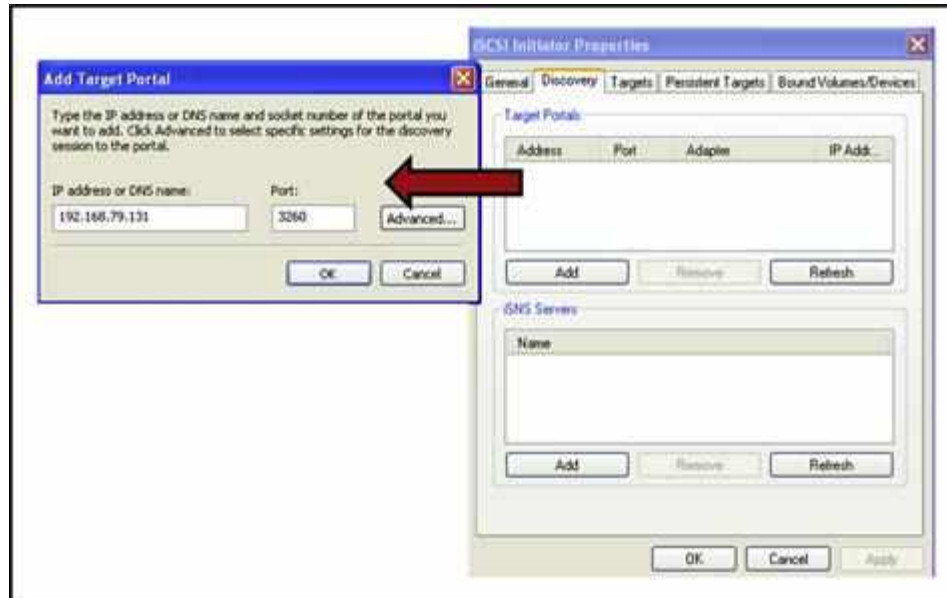 Add Target Portal
Type the IP address or DNS name and socket number of the portal you
want to add. Click Advanced to select specific settings for the discovery
session to the portal.
IP address or DNS name:
Port:
192.168.79.131
3260
Advanced...
OK
Cancel
iSCSI Initiator Properties
General
Discovery
Targets
Persistent Targets
Bound Volumes/Devices
Target Portals
Address
Port
Adapter
IP Addr...
Add
Remove
Refresh
iSNS Servers
Name
Add
Remove
Refresh
OK
Cancel
Apply